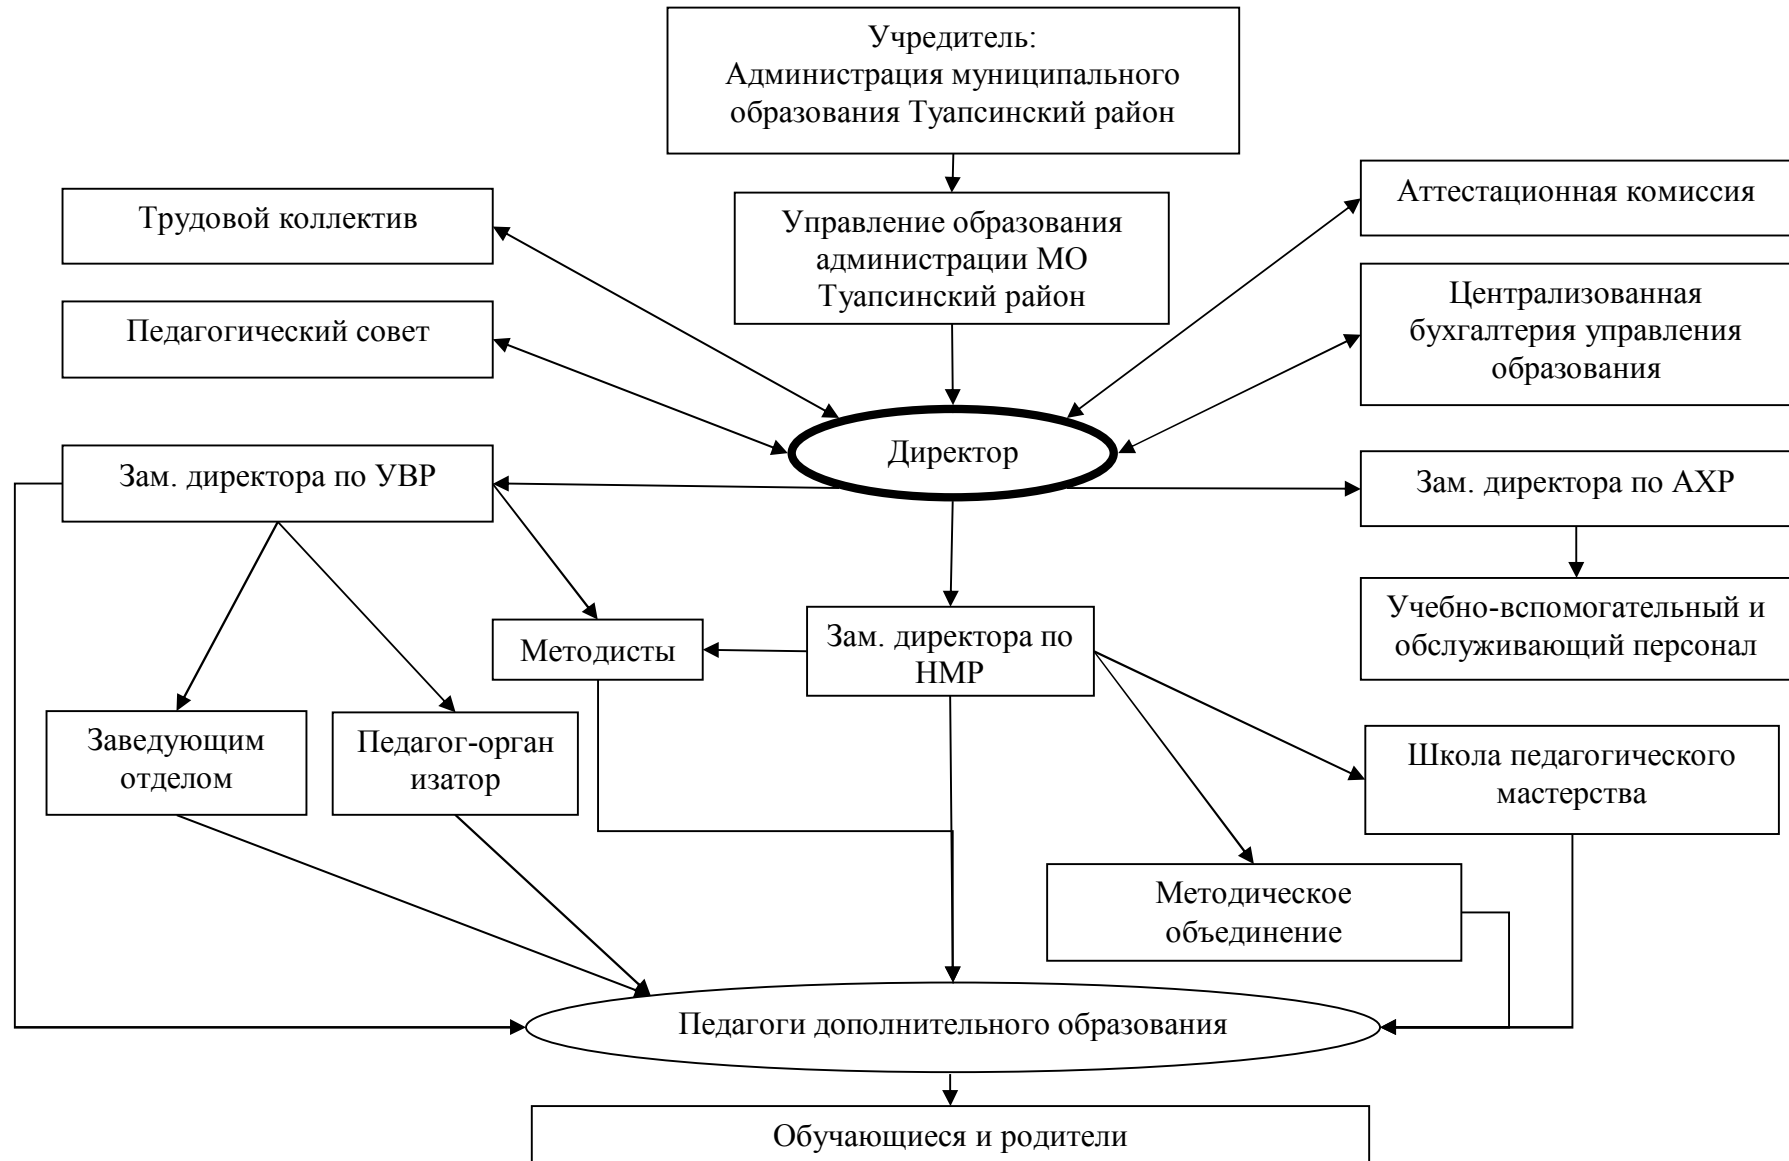 Учредитель:
Администрация муниципального
образования Туапсинский район
Трудовой коллектив
Управление образования
администрации МО
Туапсинский район
Аттестационная комиссия
Педагогический совет
Централизованная
бухгалтерия управления
образования
Директор
Зам. директора по УВР
Зам. директора по АХР
Методисты
Зам. директора по
НМР
Учебно-вспомогательный и
обслуживающий персонал
Заведующим
отделом
Педагог-орган
изатор
Школа педагогического
мастерства
Методическое
объединение
Педагоги дополнительного образования
Обучающиеся и родители